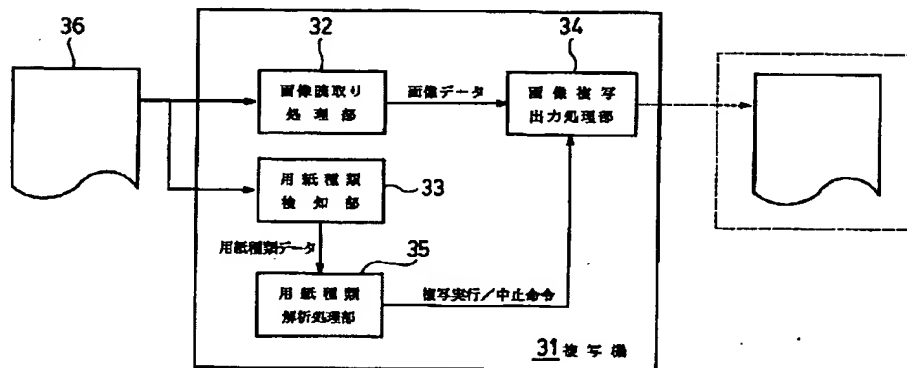 36
32
34
画像読取り
処理部
画像データ
画像複写
出力処理部
用紙種類
検知部
33
用紙種類データ
35
用紙種類
解析処理部
複写実行/中止命令
31 複写機